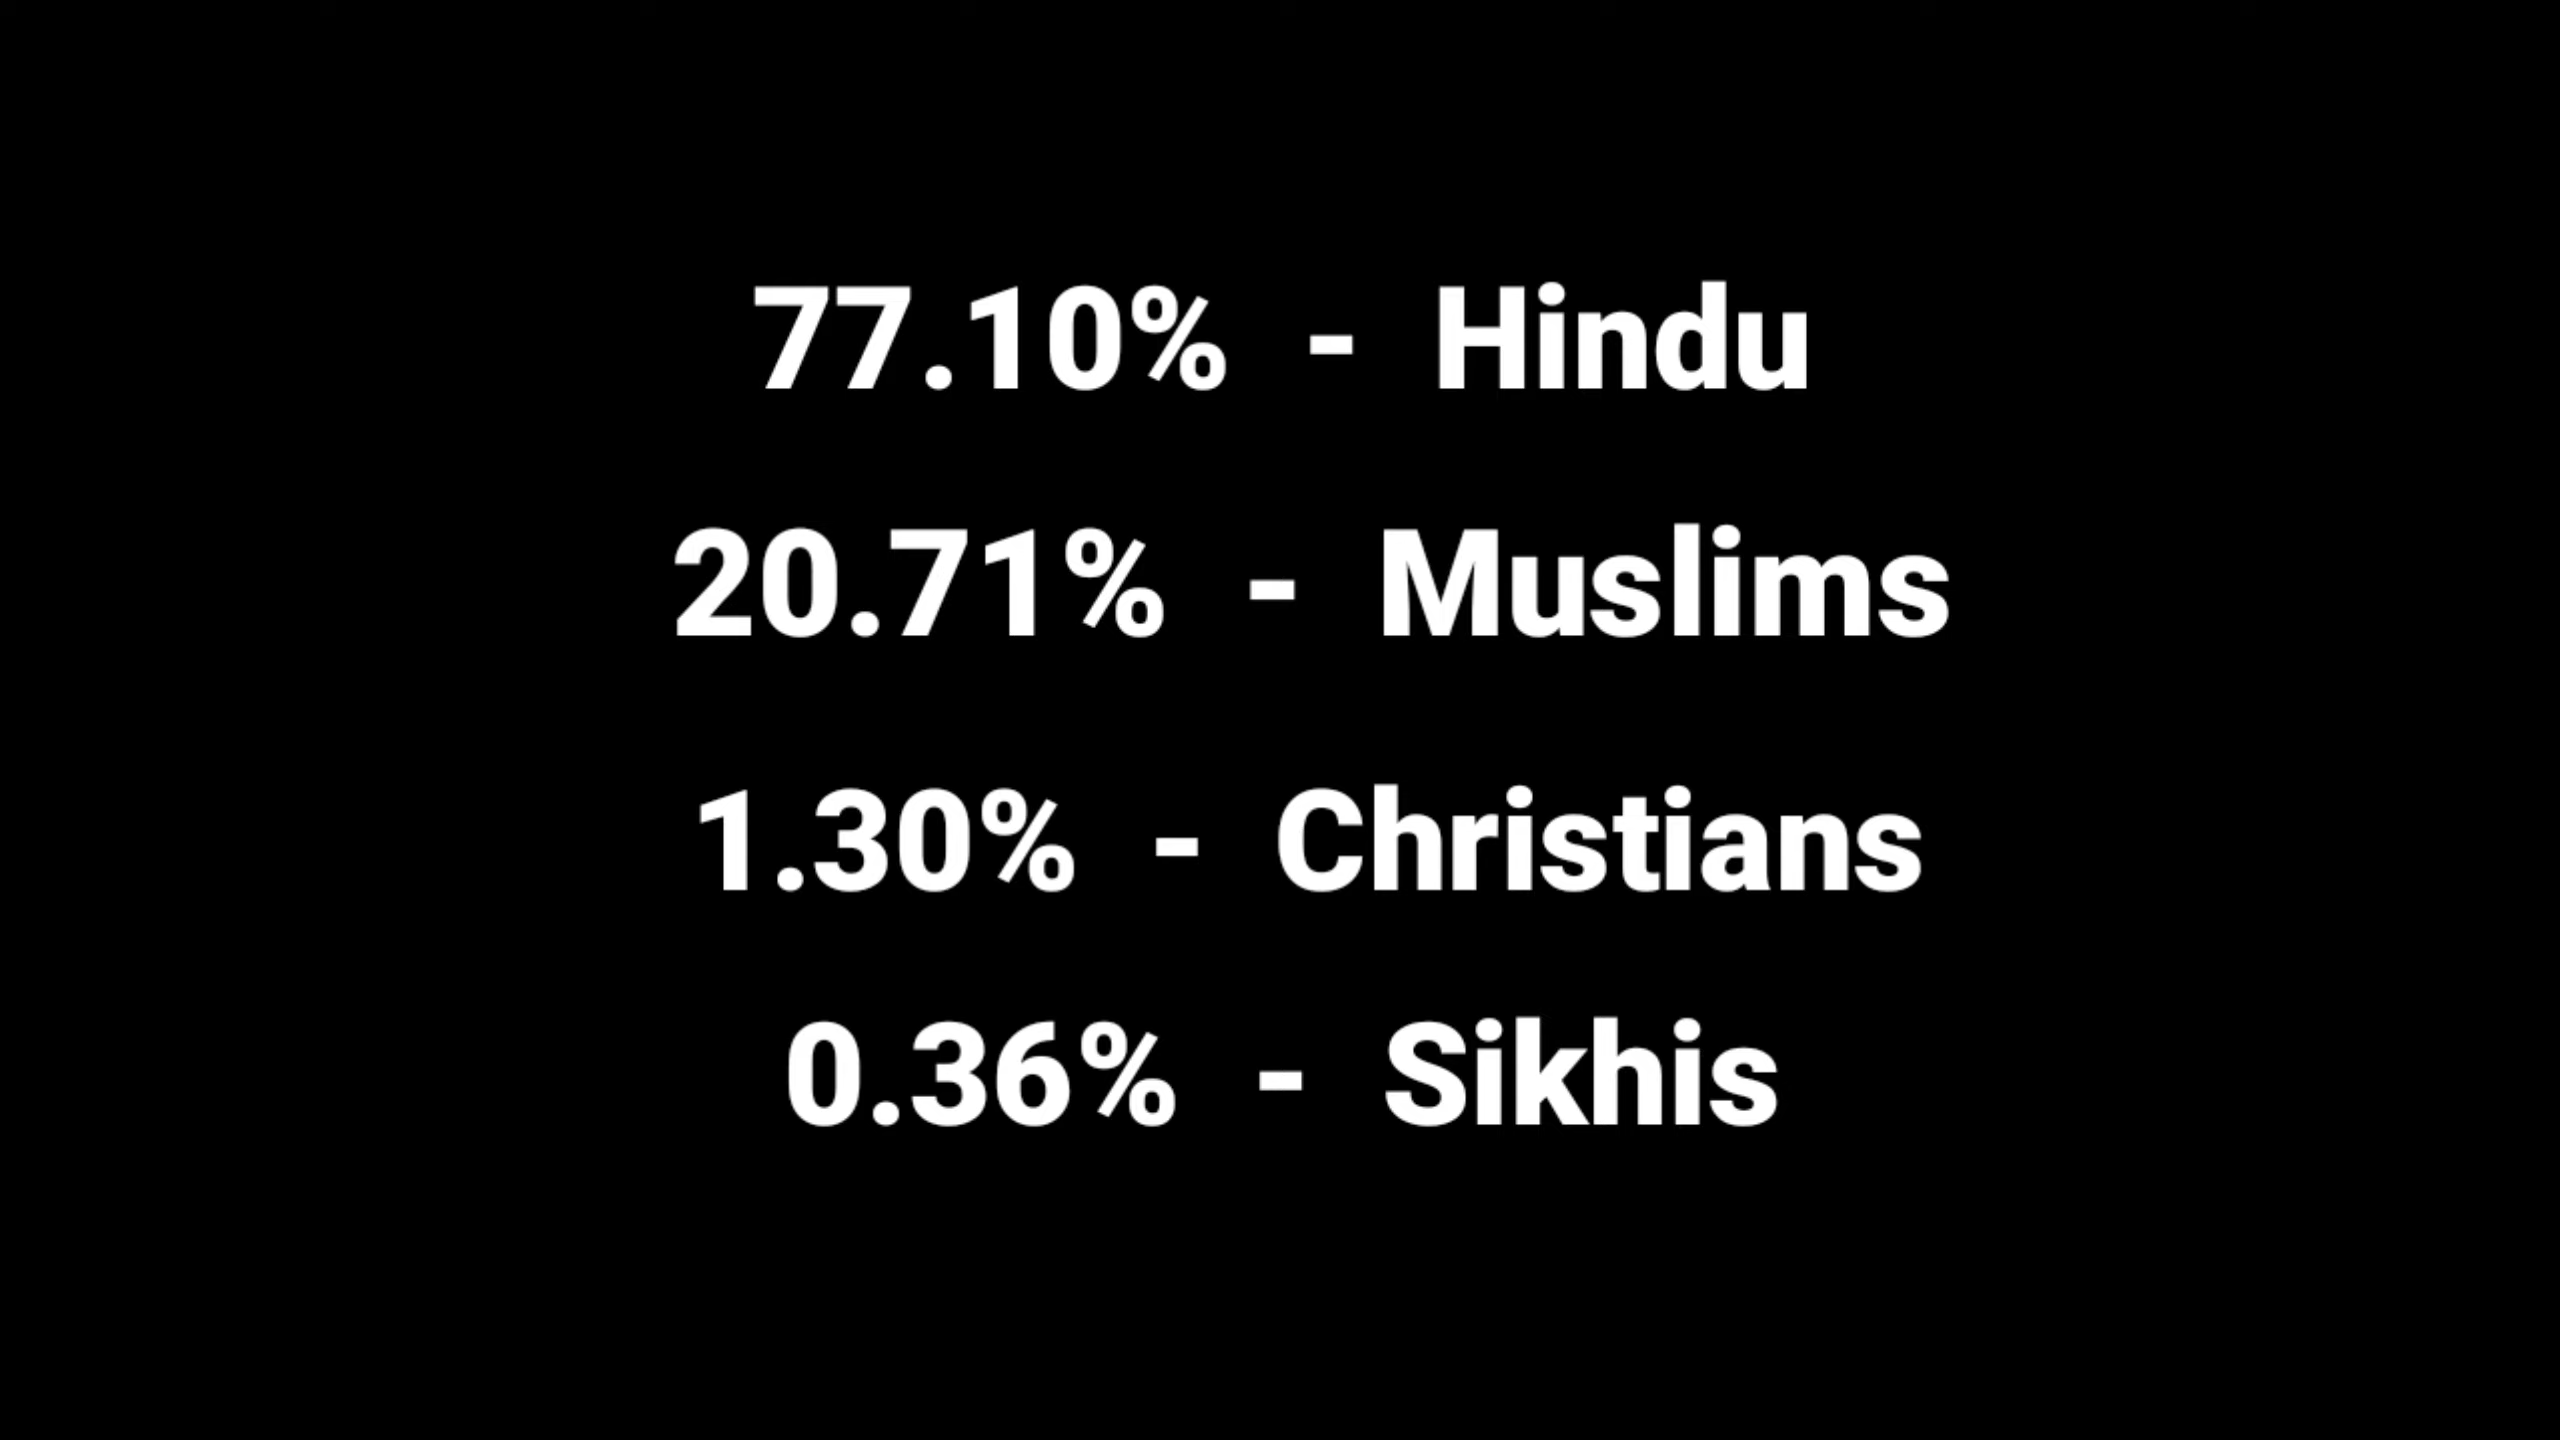 77.10% - Hindu
20.71% - Muslims
1.30% - Christians
0.36% - Sikhis